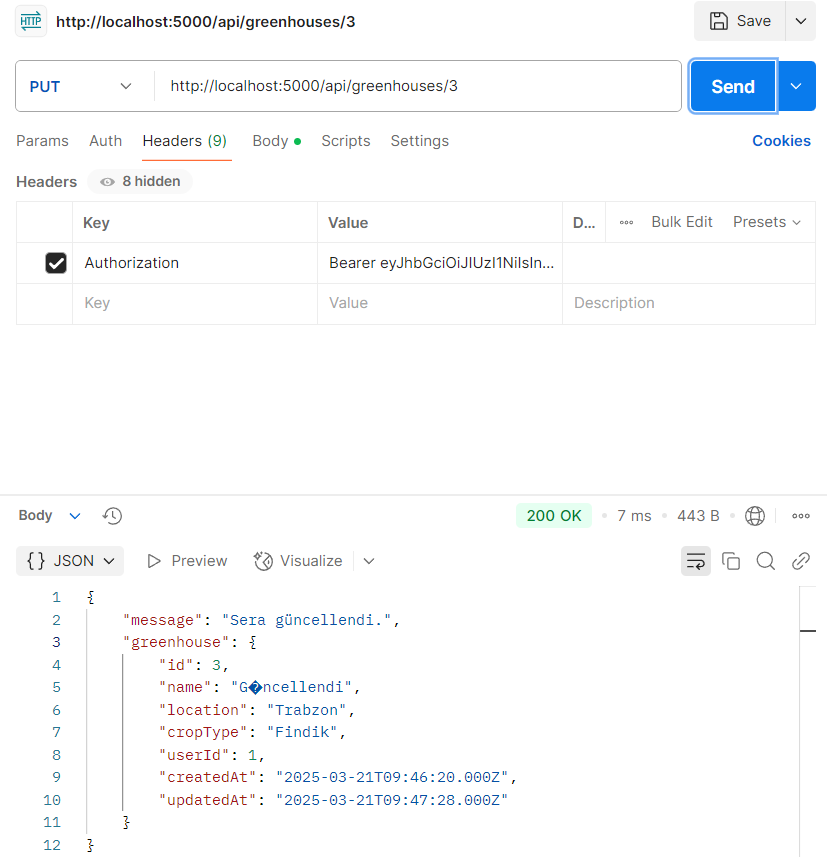 HTTP http://localhost:5000/api/greenhouses/3 Save
PUT http://localhost:5000/api/greenhouses/3 Send
Params Auth Headers (9) Body Scripts Settings Cookies
Headers 8 hidden
Key Value D... Bulk Edit Presets
Authorization Bearer eyJhbGciOiJIUzI1NiIsIn...
Key Value Description
Body 200 OK 7 ms 443 B
{} JSON Preview Visualize
1 {
2 "message": "Sera güncellendi.",
3 "greenhouse": {
4 "id": 3,
5 "name": "G�ncellendi",
6 "location": "Trabzon",
7 "cropType": "Findik",
8 "userId": 1,
9 "createdAt": "2025-03-21T09:46:20.000Z",
10 "updatedAt": "2025-03-21T09:47:28.000Z"
11 }
12 }